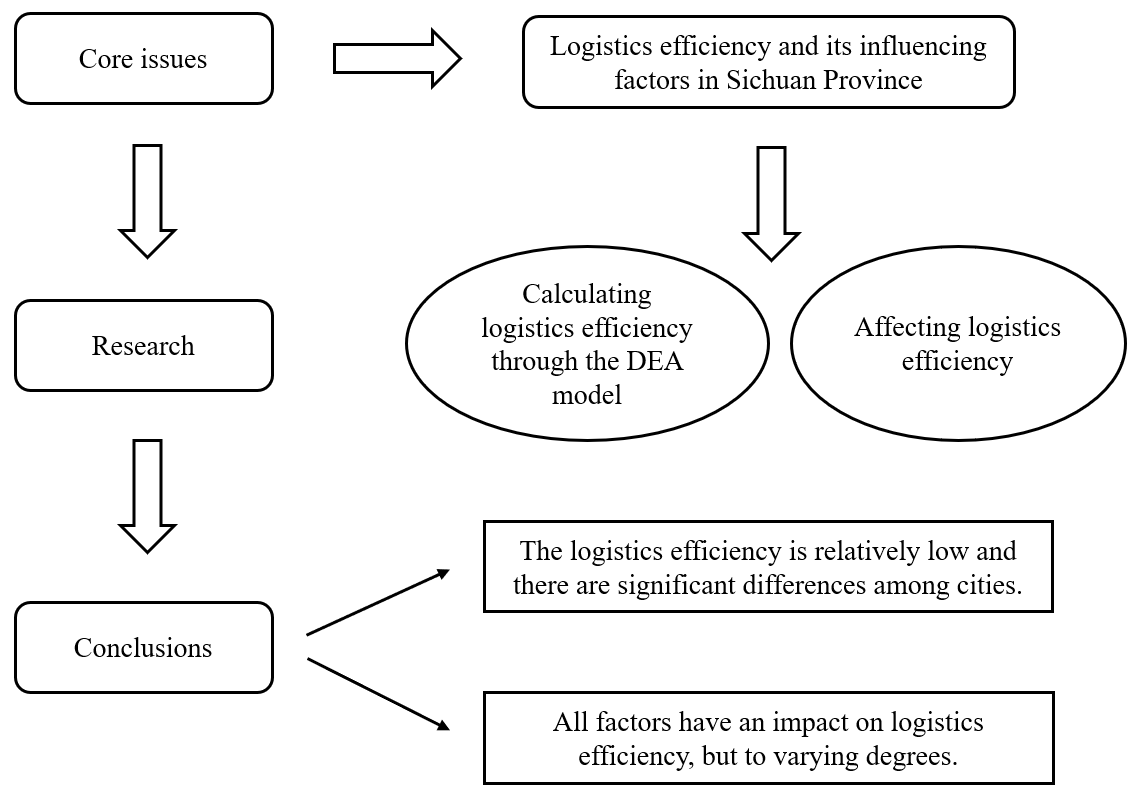 Core issues
Logistics efficiency and its influencing
factors in Sichuan Province
Research
Calculating
logistics efficiency
through the DEA
model
Affecting logistics
efficiency
Conclusions
The logistics efficiency is relatively low and
there are significant differences among cities.
All factors have an impact on logistics
efficiency, but to varying degrees.